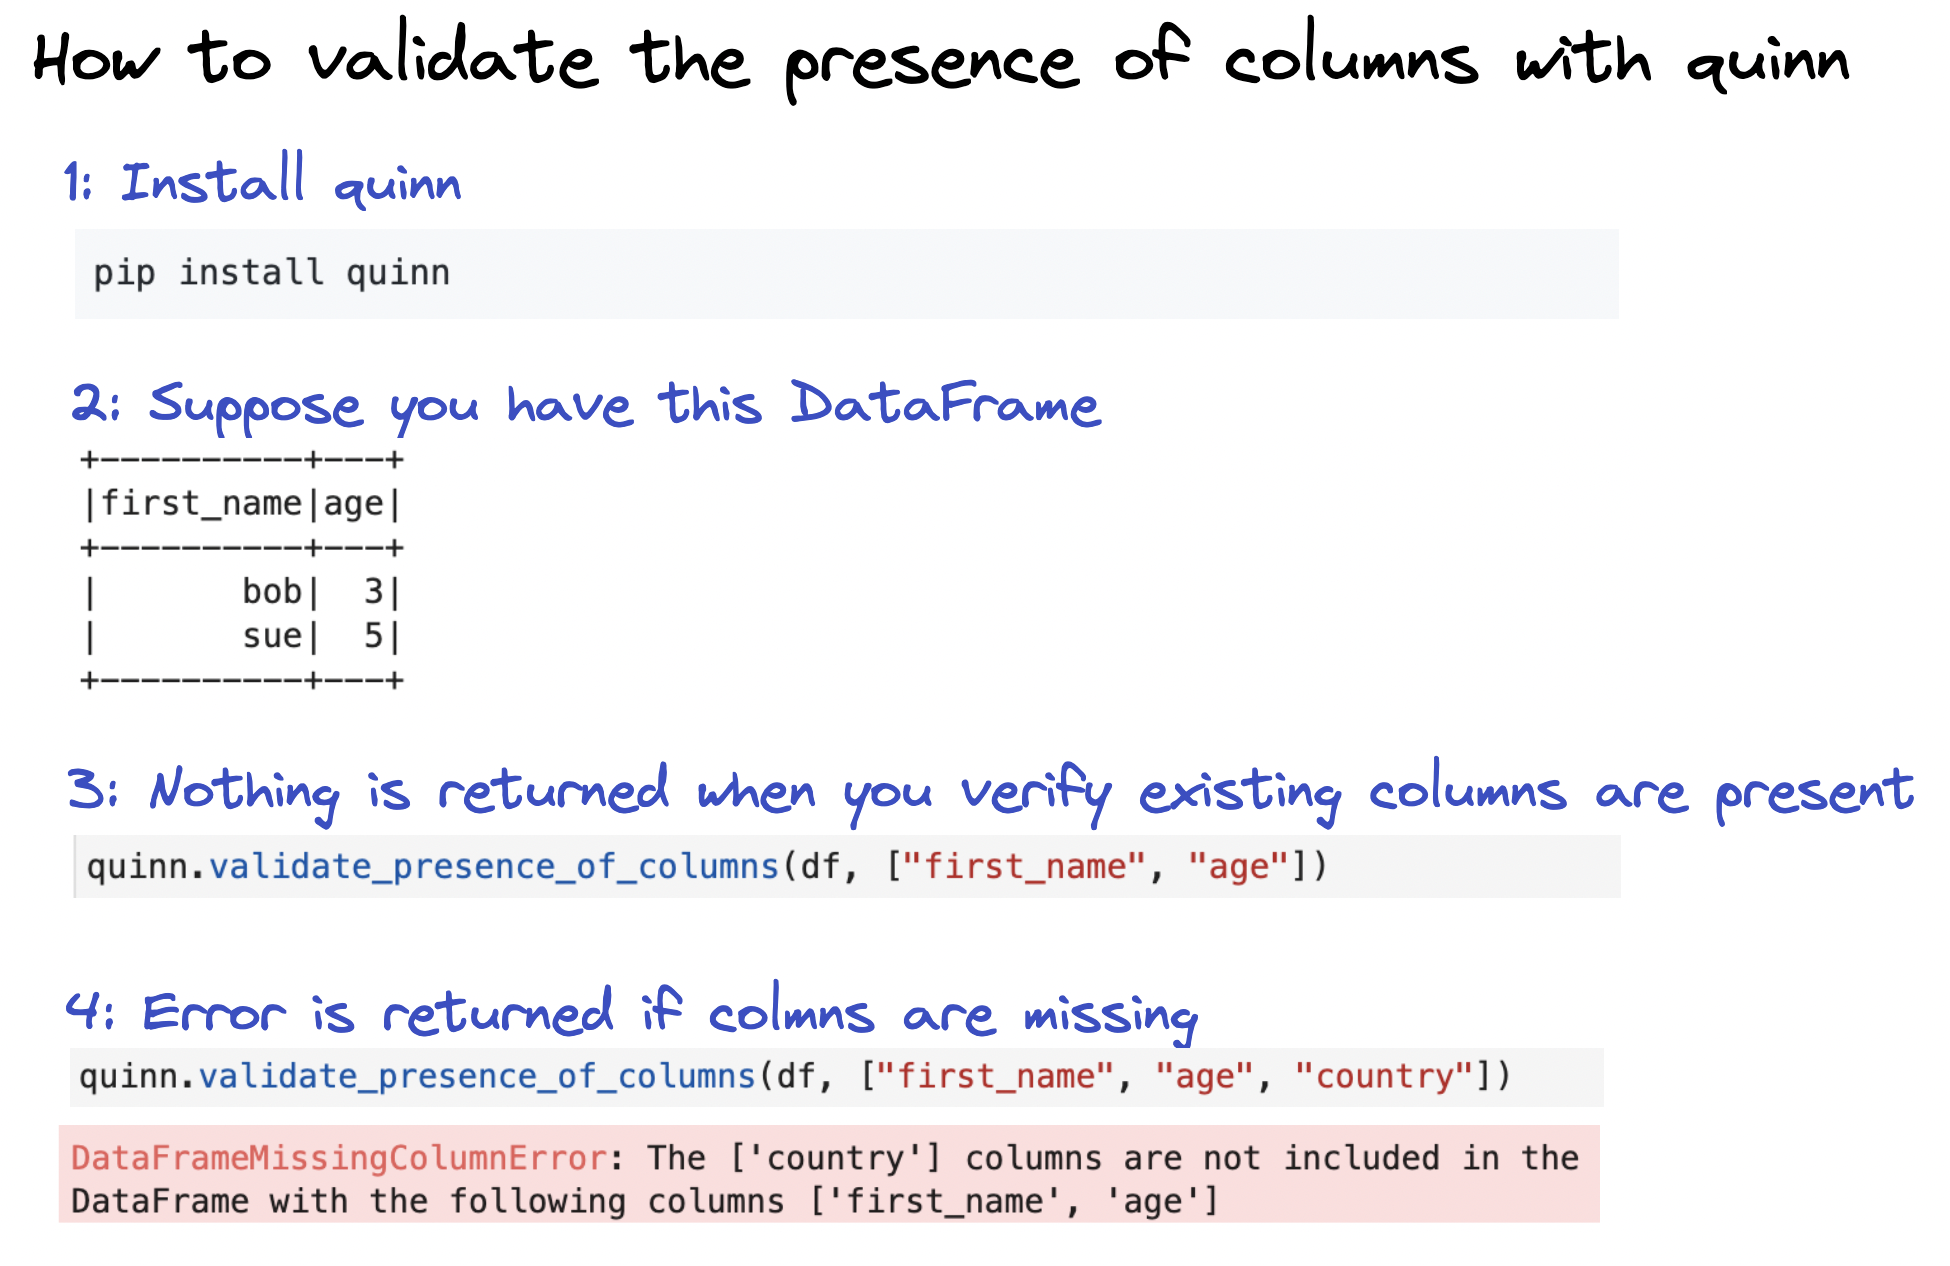 How to validate the presence of columns with quinn
1: Install quinn
pip install quinn
2: Suppose you have this DataFrame
+----------+---+
|first_name|age|
+----------+---+
|       bob|  3|
|       sue|  5|
+----------+---+
3: Nothing is returned when you verify existing columns are present
quinn.validate_presence_of_columns(df, ["first_name", "age"])
4: Error is returned if colmns are missing
quinn.validate_presence_of_columns(df, ["first_name", "age", "country"])
DataFrameMissingColumnError: The ['country'] columns are not included in the
DataFrame with the following columns ['first_name', 'age']